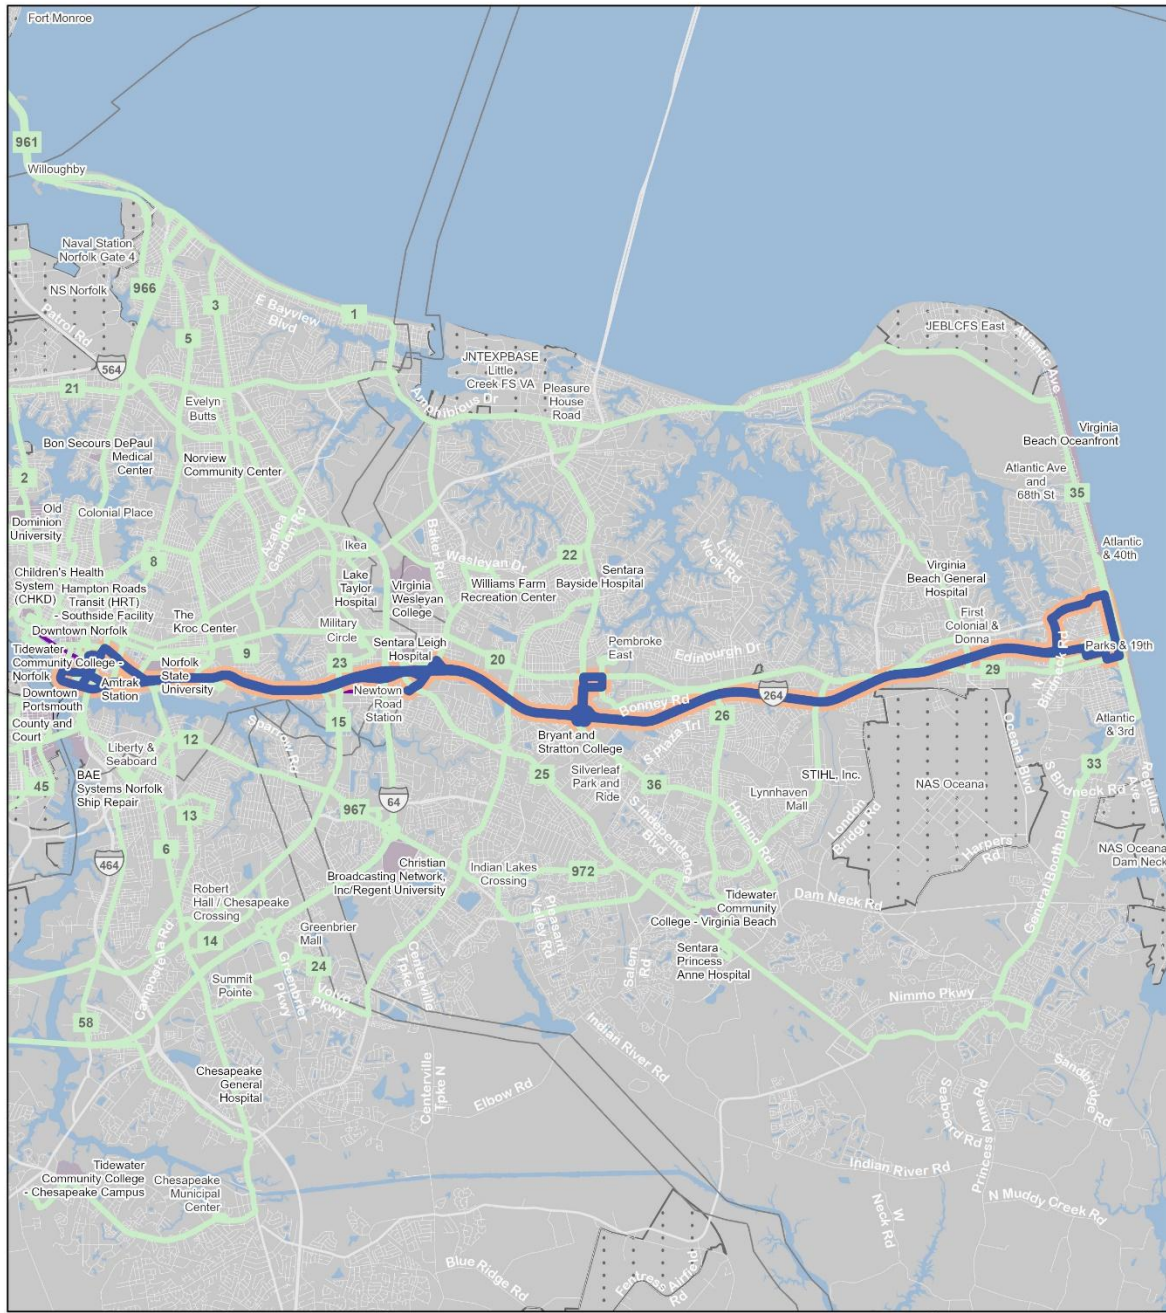 Fort Monroe
961
Willoughby
Naval Station
Norfolk Gate 4
NS Norfolk
966
3
E Bayview
Blvd
1
5
Patrol Rd
564
21
JEBLCFS East
Atlantic Ave
JNTEXPBASE
Little
Creek FS VA
Pleasure
House
Road
Amphibious Dr
Evelyn
Butts
Virginia
Beach Oceanfront
Bon Secours DePaul
Medical
Center
Norview
Community Center
Atlantic Ave
and
68th St
2
35
Old
Dominion
University
Colonial Place
Azalea
Garden Rd
Ikea
Baker Rd
Wesleyan Dr
22
Little
Neck Rd
Atlantic
& 40th
8
Children's Health
System
(CHKD)
Hampton Roads
Transit (HRT)
- Southside Facility
Lake
Taylor
Hospital
Virginia
Wesleyan
College
Williams Farm
Recreation Center
Sentara
Bayside Hospital
Virginia
Beach General
Hospital
The
Kroc Center
Military
Circle
First
Colonial &
Donna
Downtown Norfolk
Tidewater
Community College -
Norfolk
9
23
Sentara Leigh
Hospital
20
Pembroke
East
Edinburgh Dr
Parks & 19th
29
N Birdneck Rd
Amtrak
Station
Norfolk
State
University
Newtown
Road
Station
264
Downtown
Portsmouth
Bonney Rd
26
15
County and
Court
Bryant and
Stratton College
S Plaza Trl
Atlantic
& 3rd
12
Liberty &
Seaboard
Sparrow Rd
Oceana Blvd
33
45
BAE
Systems Norfolk
Ship Repair
25
Silverleaf
Park and
Ride
36
STIHL, Inc.
NAS Oceana
S Birdneck Rd
Regulus
Ave
Lynnhaven
Mall
64
967
13
S Independence
Blvd
Holland Rd
London
Bridge Rd
Harpers
Rd
NAS Oceana
Dam Neck
6
464
Christian
Broadcasting Network,
Inc/Regent University
Indian Lakes
Crossing
972
Robert
Hall / Chesapeake
Crossing
Tidewater
Community
College - Virginia Beach
Dam Neck Rd
General Booth Blvd
Greenbrier
Mall
Pleasant
Valley Rd
14
Campostella Rd
Centerville
Tpke
Salem
Rd
Sentara
Princess
Anne Hospital
24
Summit
Pointe
Greenbrier
Pkwy
Volvo
Pkwy
Nimmo Pkwy
58
Indian River Rd
Chesapeake
General
Hospital
Centerville
Tpke N
Elbow Rd
Seaboard Rd
Princess Anne Rd
Sandbridge
Rd
Tidewater
Community College
- Chesapeake Campus
Chesapeake
Municipal
Center
Indian River Rd
W
Neck Rd
N Muddy Creek Rd
Blue Ridge Rd
Fentress Airfield
Rd